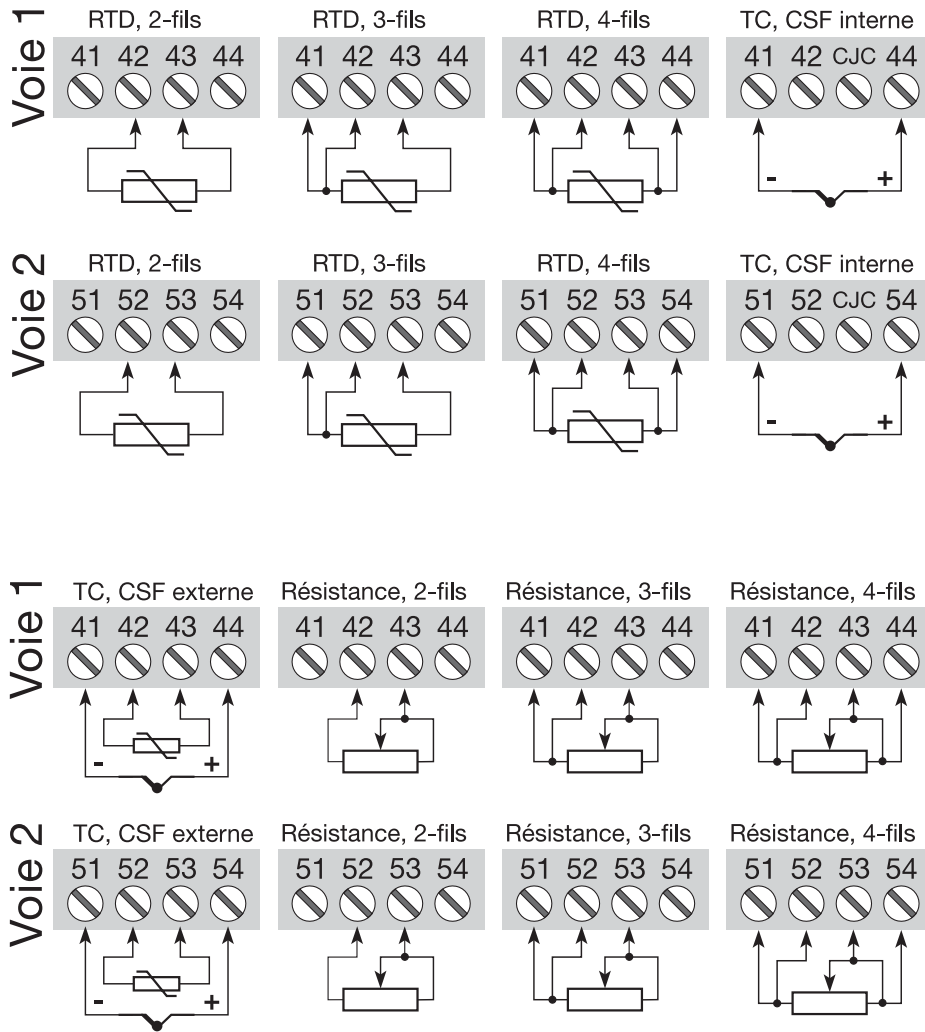 Voie 1
RTD, 2-fils RTD, 3-fils RTD, 4-fils TC, CSF interne
41 42 43 44 41 42 43 44 41 42 43 44 41 42 CJC 44
- +
Voie 2
RTD, 2-fils RTD, 3-fils RTD, 4-fils TC, CSF interne
51 52 53 54 51 52 53 54 51 52 53 54 51 52 CJC 54
- +
Voie 1
TC, CSF externe Résistance, 2-fils Résistance, 3-fils Résistance, 4-fils
41 42 43 44 41 42 43 44 41 42 43 44 41 42 43 44
- +
Voie 2
TC, CSF externe Résistance, 2-fils Résistance, 3-fils Résistance, 4-fils
51 52 53 54 51 52 53 54 51 52 53 54 51 52 53 54
- +